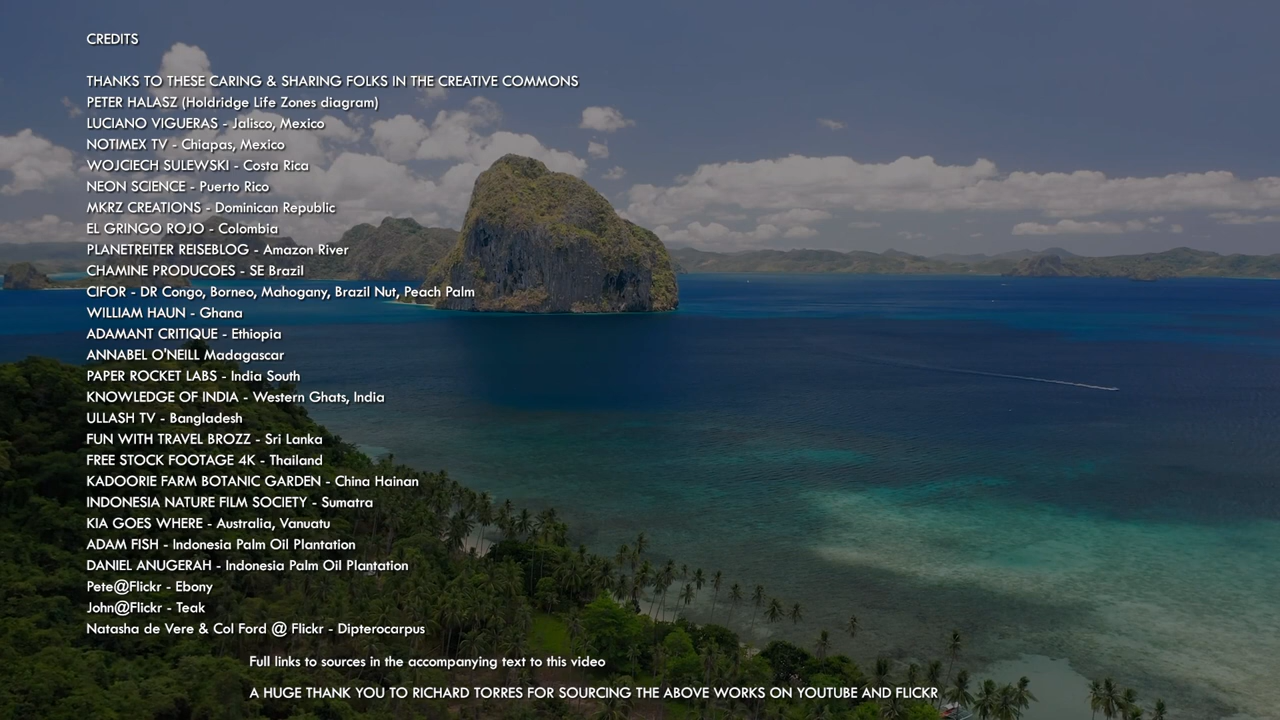 CREDITS
THANKS TO THESE CARING & SHARING FOLKS IN THE CREATIVE COMMONS
PETER HALASZ (Holdridge Life Zones diagram)
LUCIANO VIGUERAS - Jalisco, Mexico
NOTIMEX TV - Chiapas, Mexico
WOJCIECH SULEWSKI - Costa Rica
NEON SCIENCE - Puerto Rico
MKRZ CREATIONS - Dominican Republic
EL GRINGO ROJO - Colombia
PLANETREITER REISEBLOG - Amazon River
CHAMINE PRODUCOES - SE Brazil
CIFOR - DR Congo, Borneo, Mahogany, Brazil Nut, Peach Palm
WILLIAM HAUN - Ghana
ADAMANT CRITIQUE - Ethiopia
ANNABEL O'NEILL Madagascar
PAPER ROCKET LABS - India South
KNOWLEDGE OF INDIA - Western Ghats, India
ULLASH TV - Bangladesh
FUN WITH TRAVEL BROZZ - Sri Lanka
FREE STOCK FOOTAGE 4K - Thailand
KADOORIE FARM BOTANIC GARDEN - China Hainan
INDONESIA NATURE FILM SOCIETY - Sumatra
KIA GOES WHERE - Australia, Vanuatu
ADAM FISH - Indonesia Palm Oil Plantation
DANIEL ANUGERAH - Indonesia Palm Oil Plantation
Pete@Flickr - Ebony
John@Flickr - Teak
Natasha de Vere & Col Ford @ Flickr - Dipterocarpus
Full links to sources in the accompanying text to this video
A HUGE THANK YOU TO RICHARD TORRES FOR SOURCING THE ABOVE WORKS ON YOUTUBE AND FLICKR